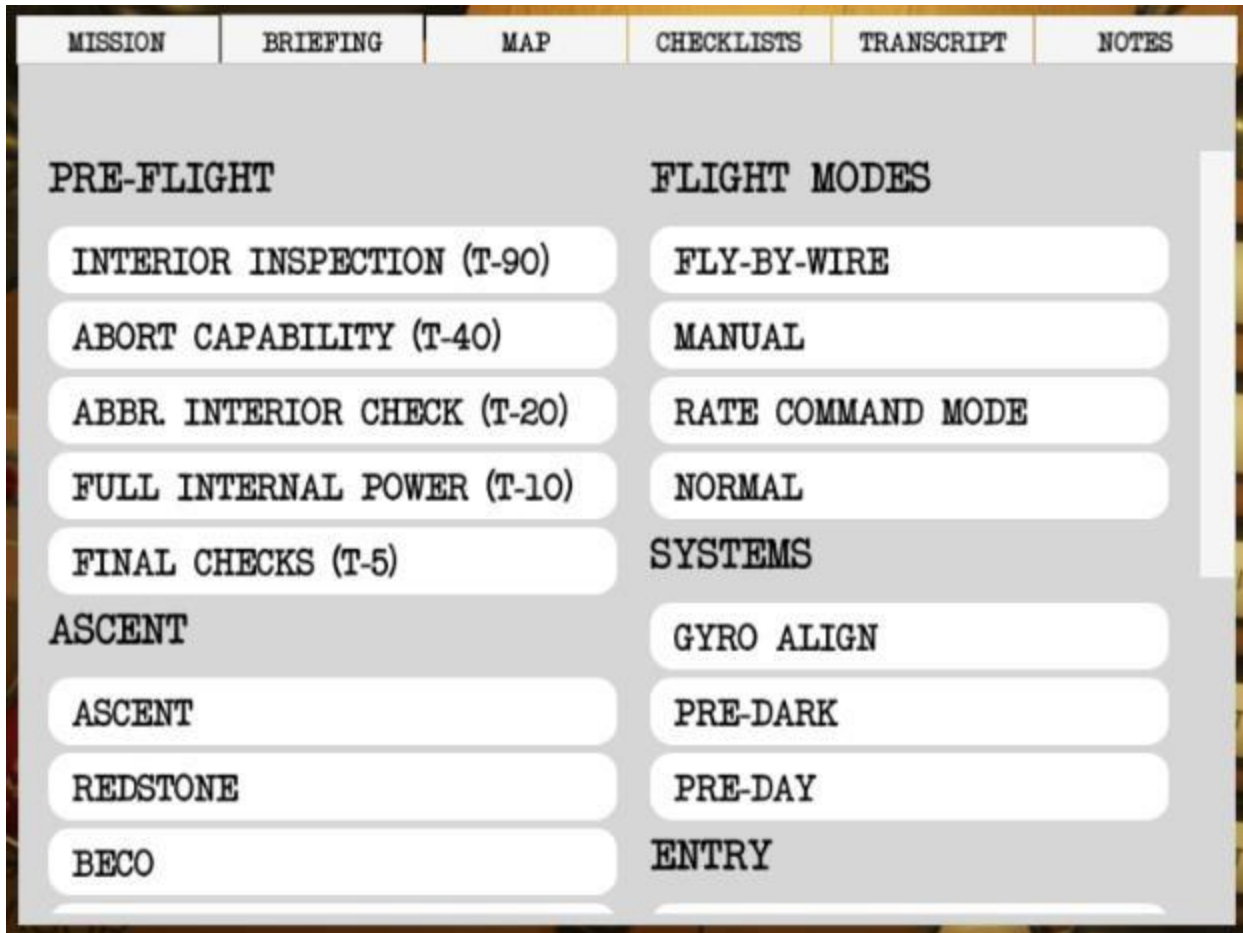 MISSION BRIEFING MAP CHECKLISTS TRANSCRIPT NOTES
PRE-FLIGHT
INTERIOR INSPECTION (T-90)
ABORT CAPABILITY (T-40)
ABBR. INTERIOR CHECK (T-20)
FULL INTERNAL POWER (T-10)
FINAL CHECKS (T-5)
ASCENT
ASCENT
REDSTONE
BECO
FLIGHT MODES
FLY-BY-WIRE
MANUAL
RATE COMMAND MODE
NORMAL
SYSTEMS
GYRO ALIGN
PRE-DARK
PRE-DAY
ENTRY